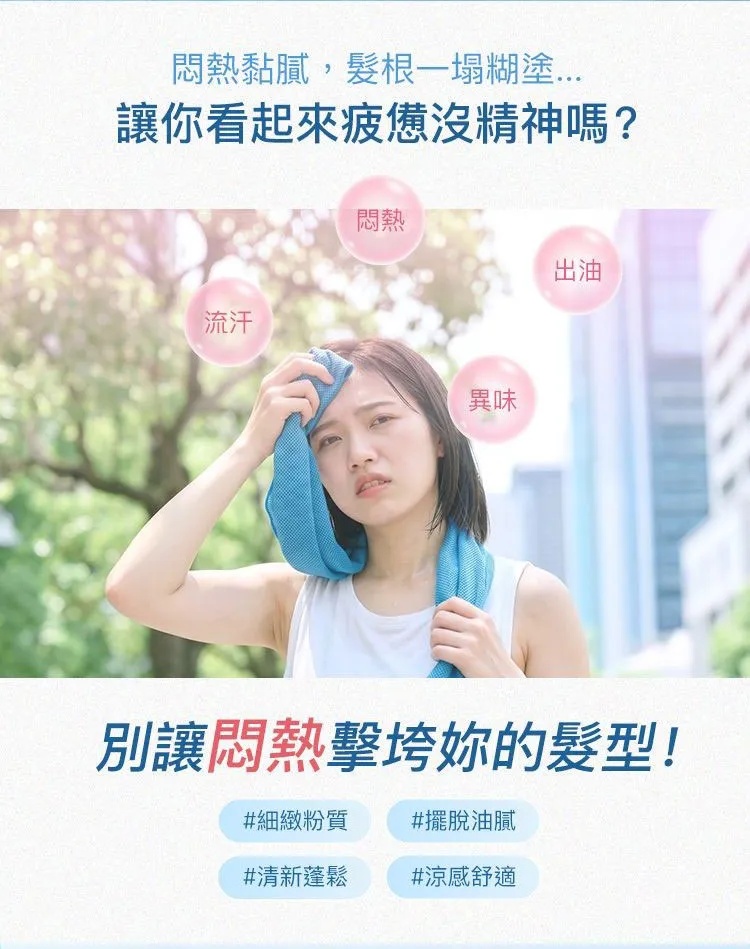 悶熱黏膩，髮根一塌糊塗...
讓你看起來疲憊沒精神嗎？
悶熱
出油
流汗
異味
別讓悶熱擊垮妳的髮型！
#細緻粉質
#擺脫油膩
#清新蓬鬆
#涼感舒適